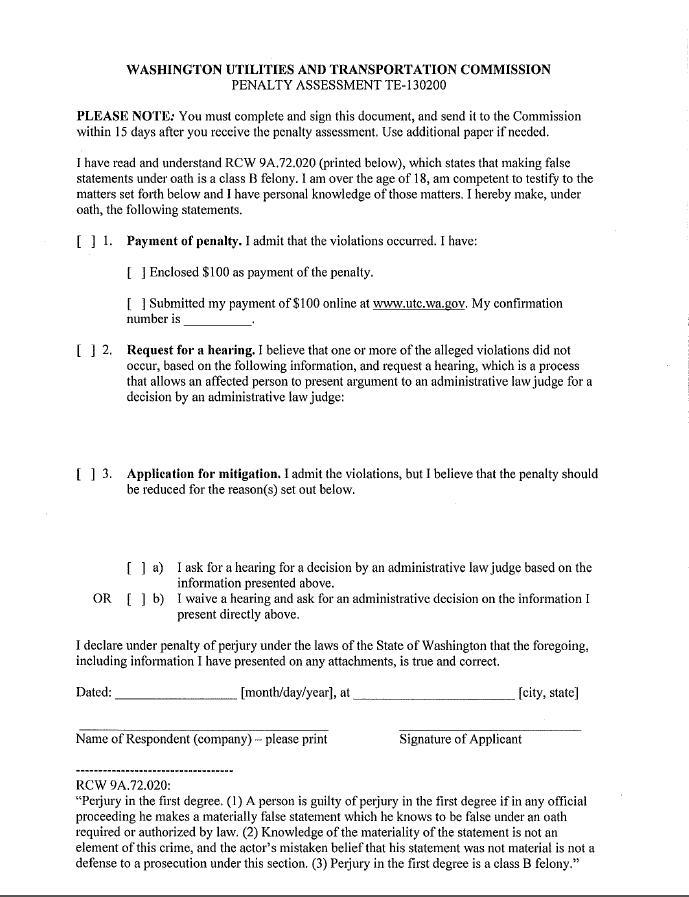 WASHINGTON UTILITIES AND TRANSPORTATION COMMISSION
PENALTY ASSESSMENT TE-130200
PLEASE NOTE: You must complete and sign this document, and send it to the Commission
within 15 days after you receive the penalty assessment. Use additional paper if needed.
I have read and understand RCW 9A.72.020 (printed below), which states that making false
statements under oath is a class B felony. I am over the age of 18, am competent to testify to the
matters set forth below and I have personal knowledge of those matters. I hereby make, under
oath, the following statements.
[ ] 1. Payment of penalty. I admit that the violations occurred. I have:
[ ] Enclosed $100 as payment of the penalty.
[ ] Submitted my payment of $100 online at www.utc.wa.gov. My confirmation
number is __________.
[ ] 2. Request for a hearing. I believe that one or more of the alleged violations did not
occur, based on the following information, and request a hearing, which is a process
that allows an affected person to present argument to an administrative law judge for a
decision by an administrative law judge:
[ ] 3. Application for mitigation. I admit the violations, but I believe that the penalty should
be reduced for the reason(s) set out below.
[ ] a) I ask for a hearing for a decision by an administrative law judge based on the
information presented above.
OR [ ] b) I waive a hearing and ask for an administrative decision on the information I
present directly above.
I declare under penalty of perjury under the laws of the State of Washington that the foregoing,
including information I have presented on any attachments, is true and correct.
Dated: __________________ [month/day/year], at ________________________ [city, state]
Name of Respondent (company) – please print Signature of Applicant
-----------------------------------
RCW 9A.72.020:
“Perjury in the first degree. (1) A person is guilty of perjury in the first degree if in any official
proceeding he makes a materially false statement which he knows to be false under an oath
required or authorized by law. (2) Knowledge of the materiality of the statement is not an
element of this crime, and the actor’s mistaken belief that his statement was not material is not a
defense to a prosecution under this section. (3) Perjury in the first degree is a class B felony.”